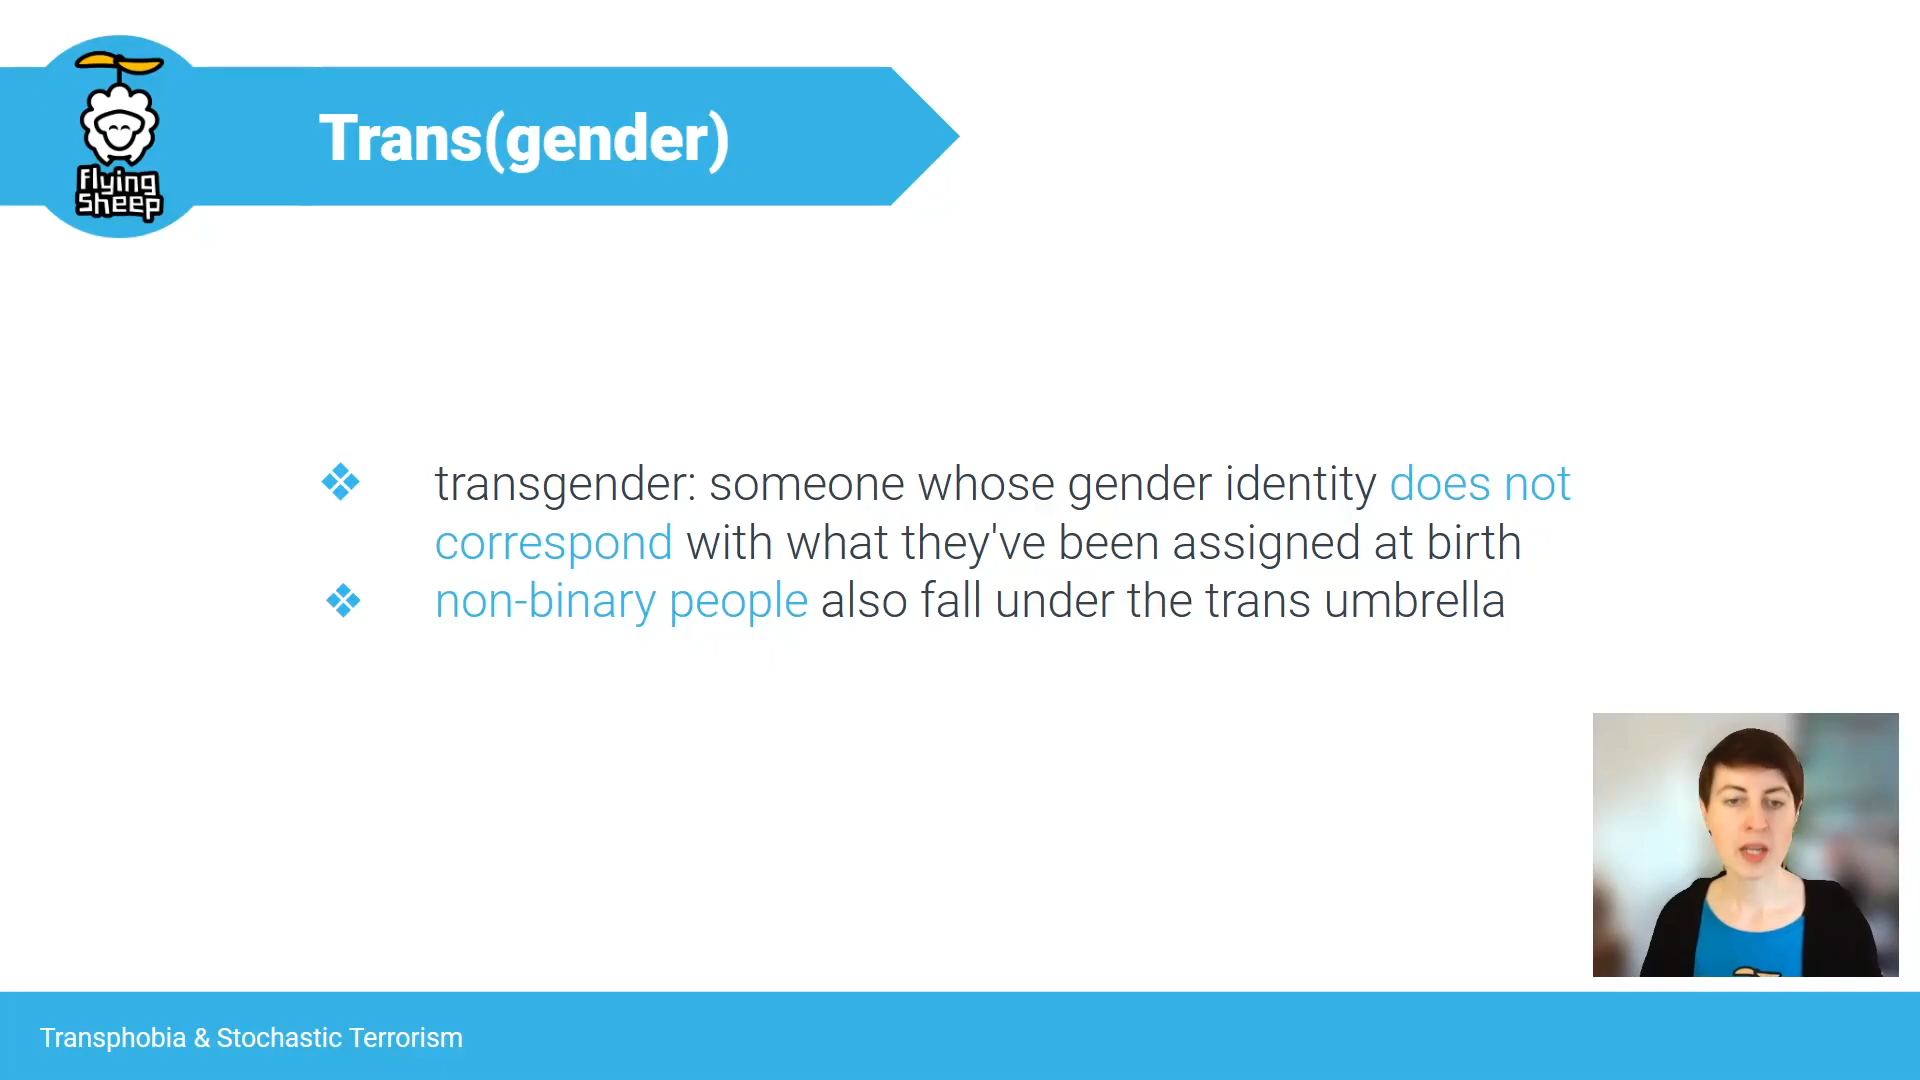 Flying
sheep
Trans(gender)
❖ transgender: someone whose gender identity does not
correspond with what they've been assigned at birth
❖ non-binary people also fall under the trans umbrella
Transphobia & Stochastic Terrorism